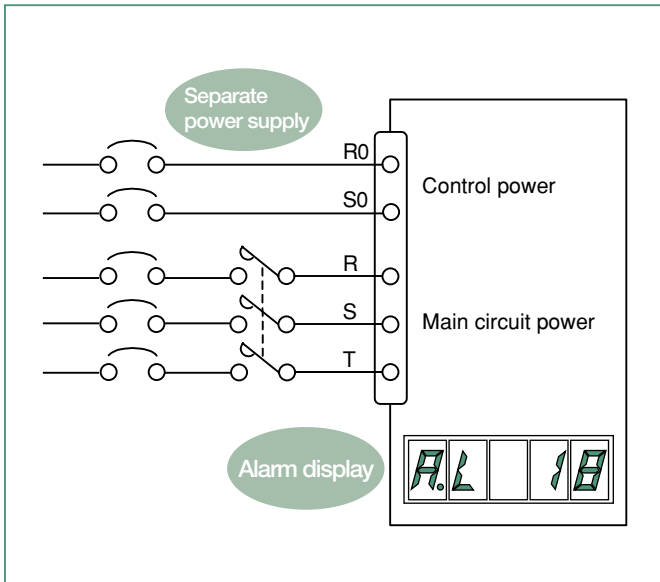 Separate
power supply
R0
Control power
S0
R
S
Main circuit power
T
Alarm display
A.L 18